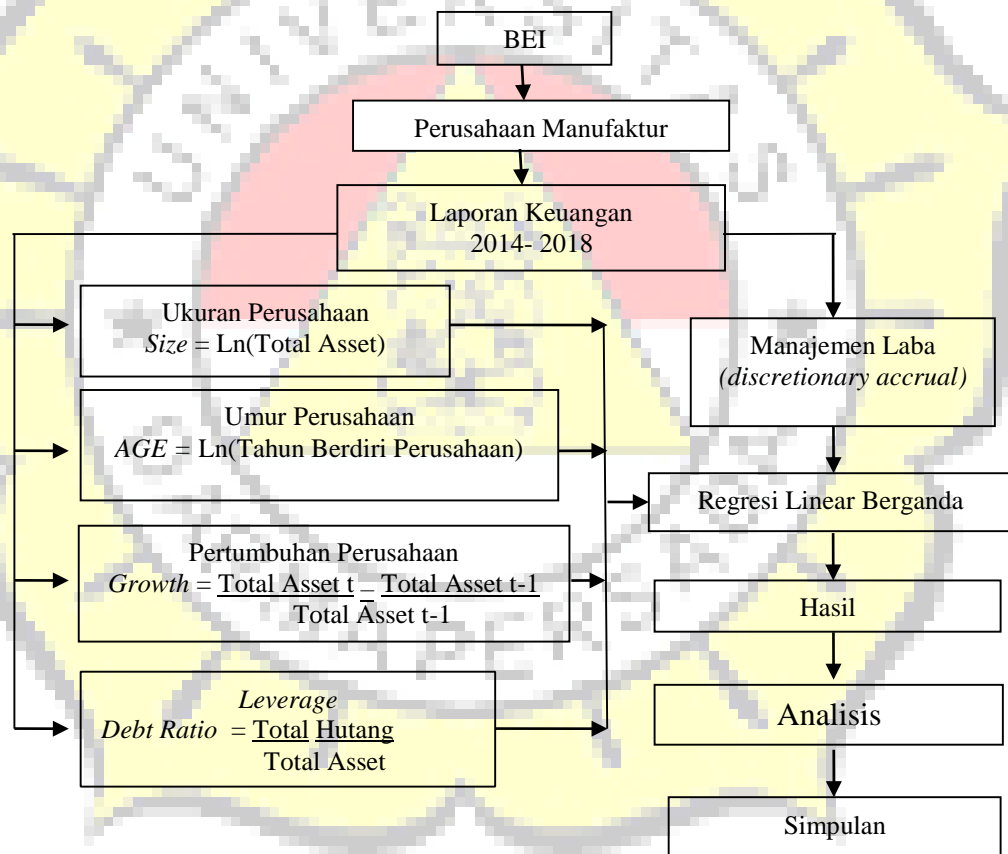 BEI
Perusahaan Manufaktur
Laporan Keuangan
2014- 2018
Ukuran Perusahaan
Size = Ln(Total Asset)
Umur Perusahaan
AGE = Ln(Tahun Berdiri Perusahaan)
Pertumbuhan Perusahaan
Growth = Total Asset t – Total Asset t-1
Total Asset t-1
Leverage
Debt Ratio = Total Hutang
Total Asset
Manajemen Laba
(discretionary accrual)
Regresi Linear Berganda
Hasil
Analisis
Simpulan